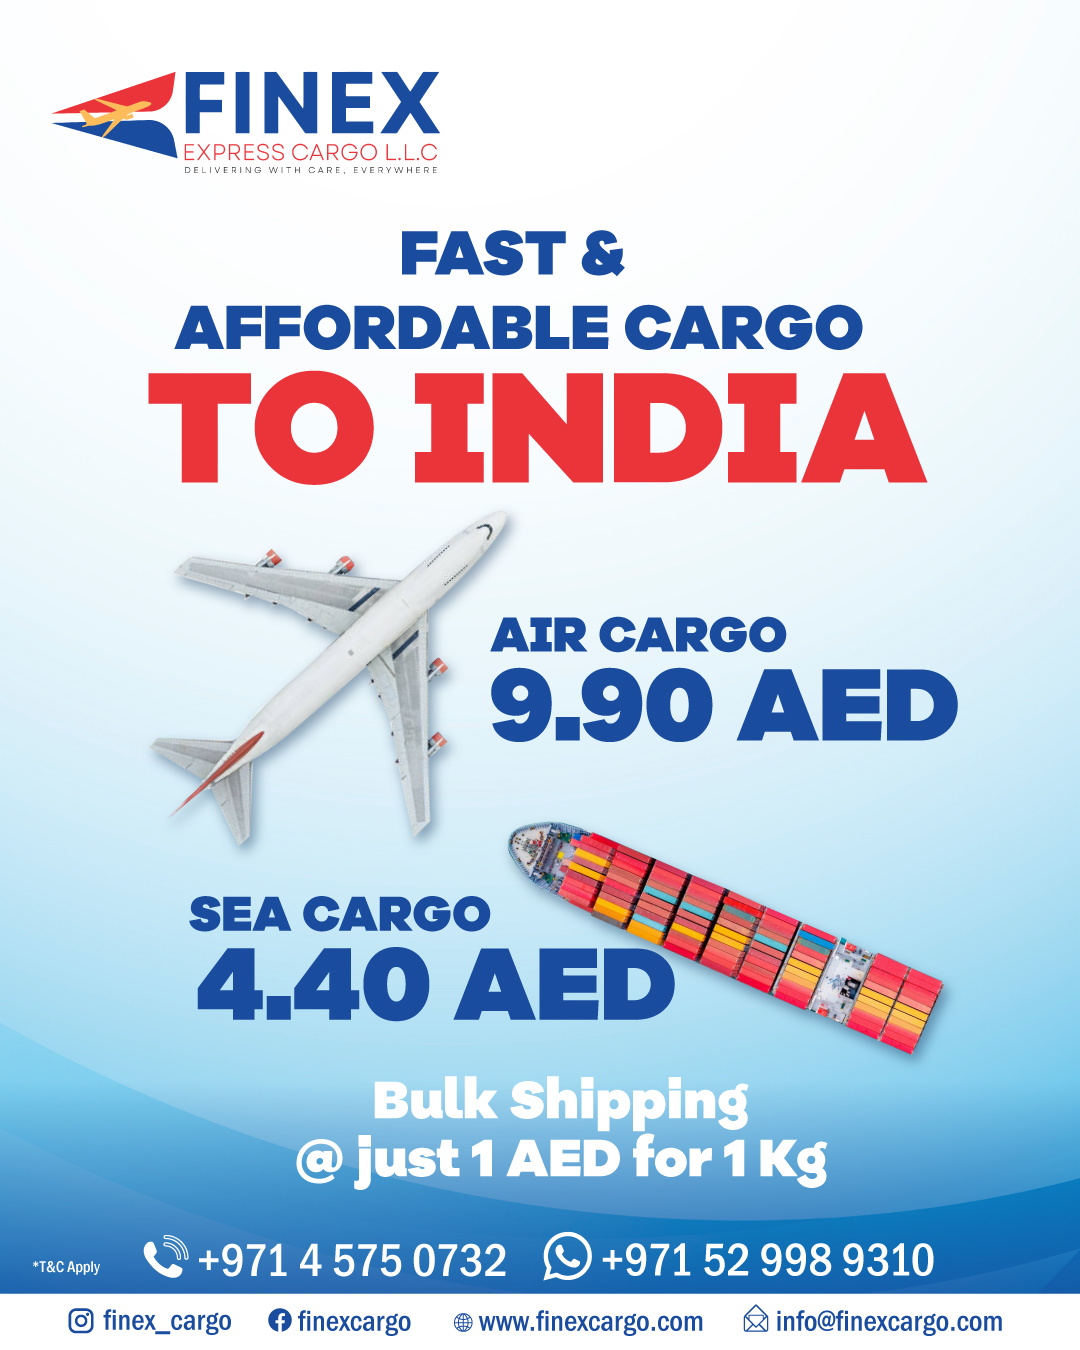 FINEX
EXPRESS CARGO L.L.C
DELIVERING WITH CARE, EVERYWHERE
FAST &
AFFORDABLE CARGO
TO INDIA
AIR CARGO
9.90 AED
SEA CARGO
4.40 AED
Bulk Shipping
@ just 1 AED for 1 Kg
*T&C Apply
+971 4 575 0732
+971 52 998 9310
finex_cargo
finexcargo
www.finexcargo.com
info@finexcargo.com